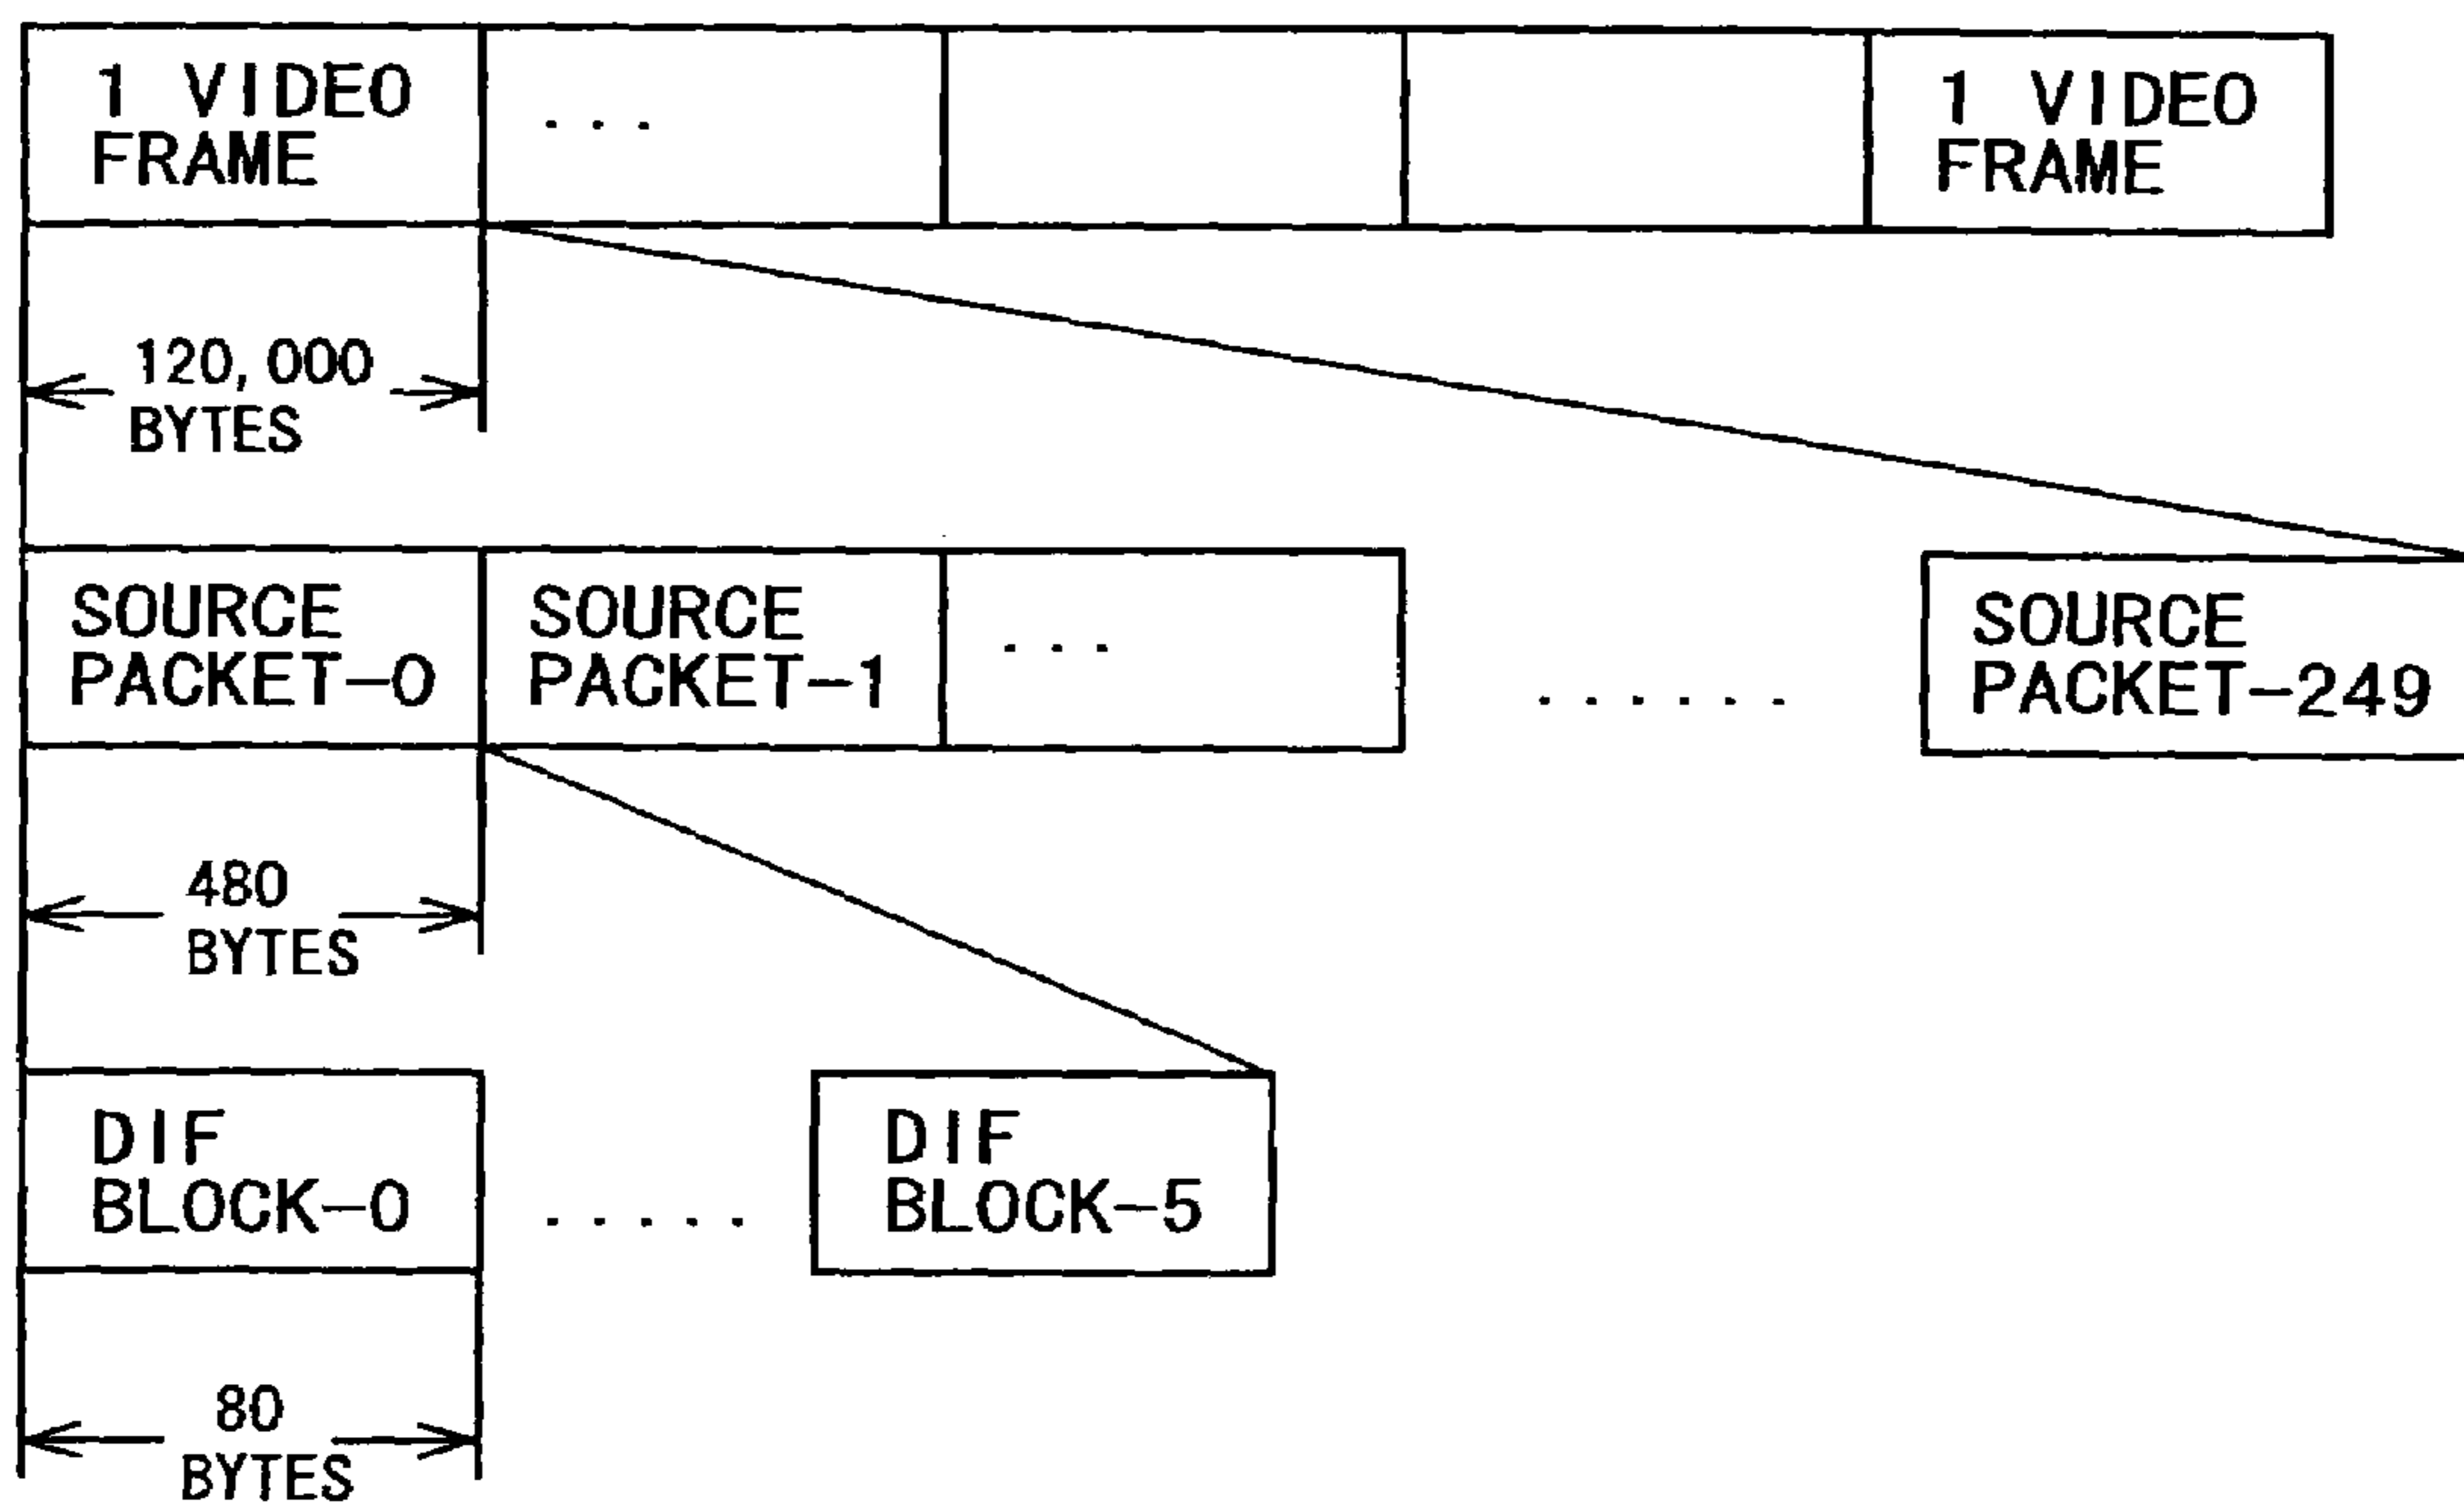 1 VIDEO
FRAME
...
1 VIDEO
FRAME
120,000
BYTES
SOURCE
PACKET-0
SOURCE
PACKET-1
...
......
SOURCE
PACKET-249
480
BYTES
DIF
BLOCK-0
.....
DIF
BLOCK-5
80
BYTES